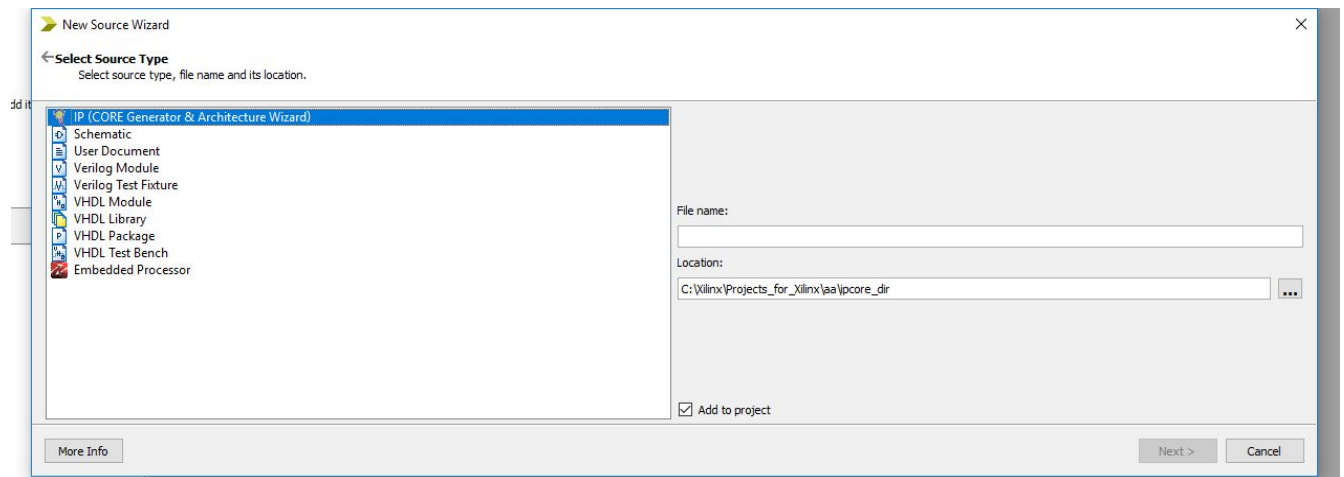 New Source Wizard
Select Source Type
Select source type, file name and its location.
dd it
IP (CORE Generator & Architecture Wizard)
Schematic
User Document
Verilog Module
Verilog Test Fixture
VHDL Module
VHDL Library
VHDL Package
VHDL Test Bench
Embedded Processor
File name:
Location:
C:\Xilinx\Projects_for_Xilinx\aa\ipcore_dir
...
Add to project
More Info
Next >
Cancel